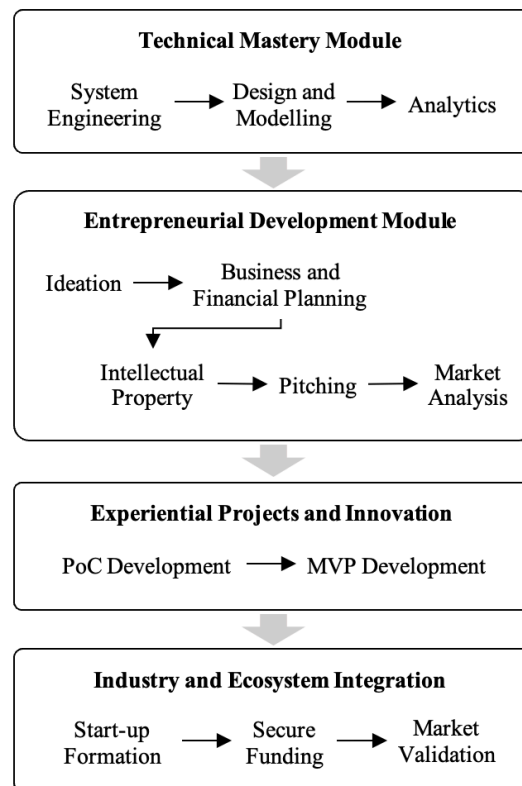 Technical Mastery Module
System Engineering
Design and Modelling
Analytics
Entrepreneurial Development Module
Ideation
Business and Financial Planning
Intellectual Property
Pitching
Market Analysis
Experiential Projects and Innovation
PoC Development
MVP Development
Industry and Ecosystem Integration
Start-up Formation
Secure Funding
Market Validation